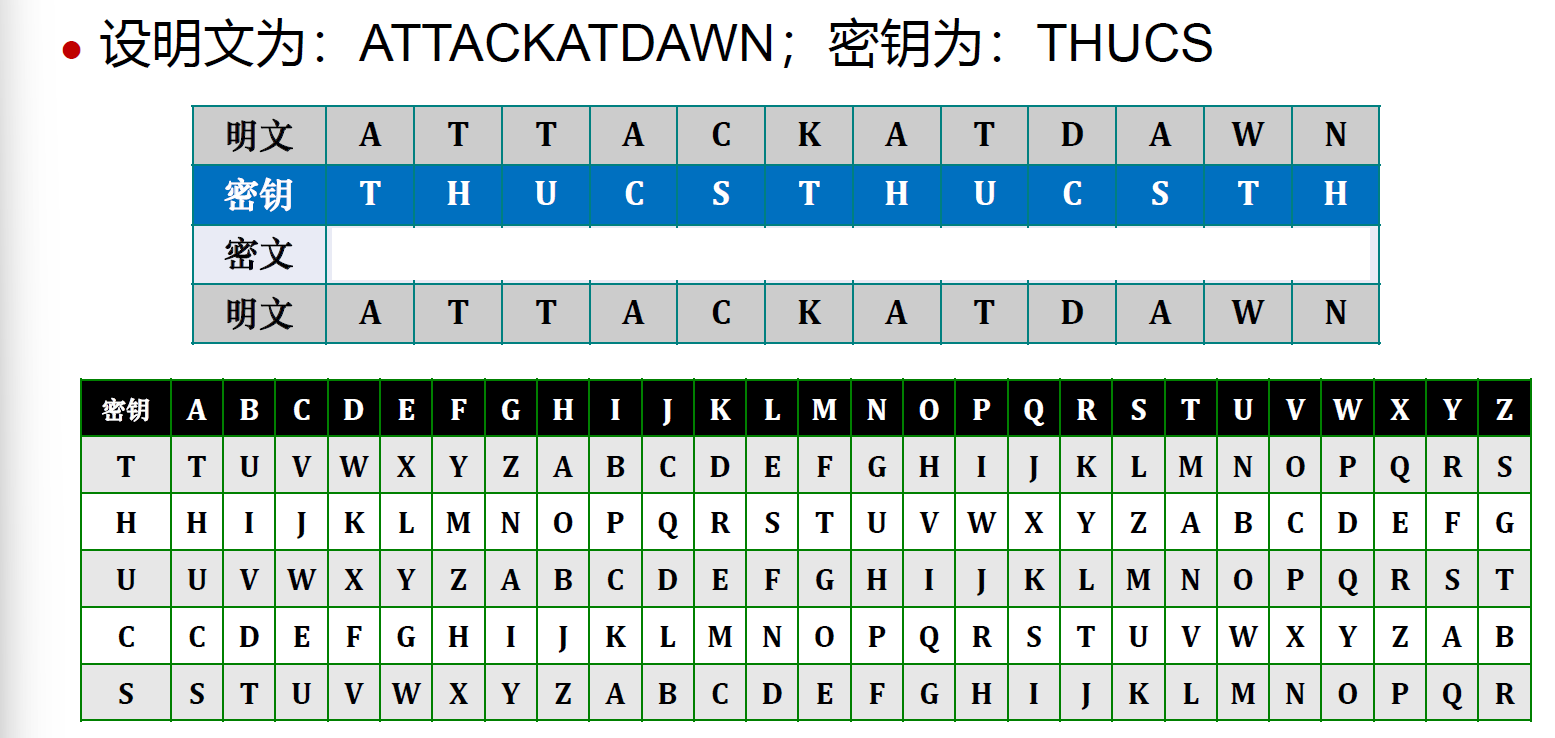 • 设明文为：ATTACKATDAWN；密钥为：THUCS
明文 A T T A C K A T D A W N
密钥 T H U C S T H U C S T H
密文
明文 A T T A C K A T D A W N
密钥 A B C D E F G H I J K L M N O P Q R S T U V W X Y Z
T T U V W X Y Z A B C D E F G H I J K L M N O P Q R S
H H I J K L M N O P Q R S T U V W X Y Z A B C D E F G
U U V W X Y Z A B C D E F G H I J K L M N O P Q R S T
C C D E F G H I J K L M N O P Q R S T U V W X Y Z A B
S S T U V W X Y Z A B C D E F G H I J K L M N O P Q R